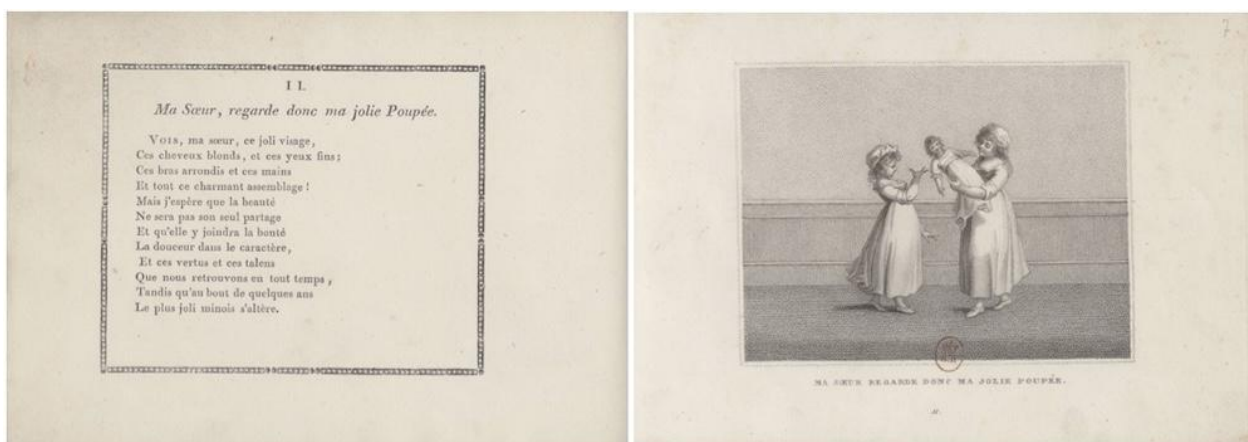 II.
Ma Sœur, regarde donc ma jolie Poupée.
Vois, ma sœur, ce joli visage,
Ces cheveux blonds, et ces yeux fins;
Ces bras arrondis et ces mains
Et tout ce charmant assemblage!
Mais j'espère que la beauté
Ne sera pas son seul partage
Et qu'elle y joindra la bonté
La douceur dans le caractère,
Et ces vertus et ces talens
Que nous retrouvons en tout temps,
Tandis qu'au bout de quelques ans
Le plus joli minois s'altère.
7
MA SŒUR REGARDE DONC MA JOLIE POUPÉE.